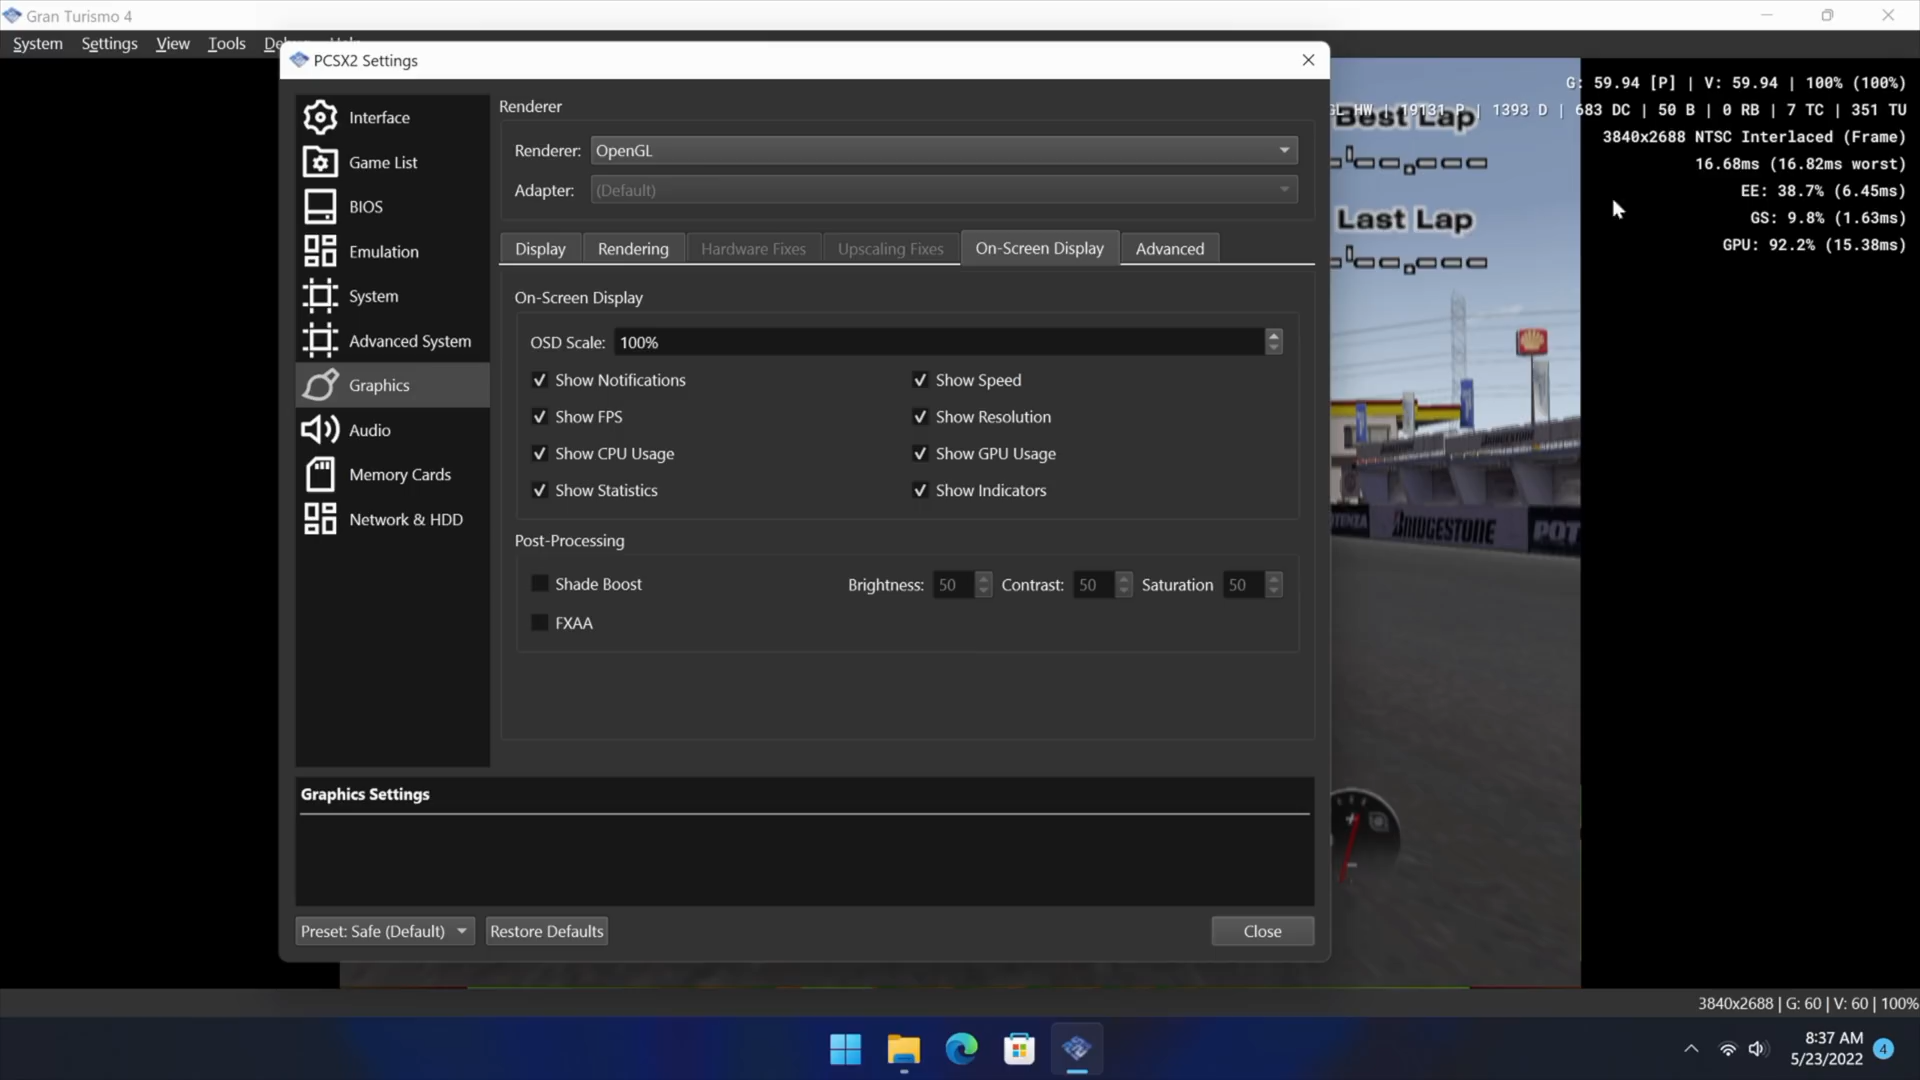 Gran Turismo 4
System Settings View Tools
PCSX2 Settings
Interface
Game List
BIOS
Emulation
System
Advanced System
Graphics
Audio
Memory Cards
Network & HDD
Renderer
Renderer: OpenGL
Adapter: (Default)
Display Rendering Hardware Fixes Upscaling Fixes On-Screen Display Advanced
On-Screen Display
OSD Scale: 100%
Show Notifications Show Speed
Show FPS Show Resolution
Show CPU Usage Show GPU Usage
Show Statistics Show Indicators
Post-Processing
Shade Boost Brightness: 50 Contrast: 50 Saturation 50
FXAA
Graphics Settings
Preset: Safe (Default) Restore Defaults Close
G: 59.94 [P] | V: 59.94 | 100% (100%)
GL HW | 19131 P | 1393 D | 683 DC | 50 B | 0 RB | 7 TC | 351 TU
3840x2688 NTSC Interlaced (Frame)
16.68ms (16.82ms worst)
EE: 38.7% (6.45ms)
GS: 9.8% (1.63ms)
GPU: 92.2% (15.38ms)
Best Lap
Last Lap
BRIDGESTONE
3840x2688 | G: 60 | V: 60 | 100%
8:37 AM
5/23/2022
4